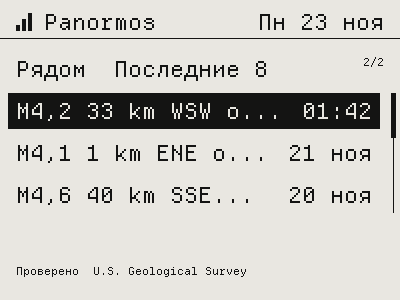 Panormos Пн 23 ноя
Рядом Последние 8 2/2
M4,2 33 km WSW o... 01:42
M4,1 1 km ENE o... 21 ноя
M4,6 40 km SSE... 20 ноя
Проверено U.S. Geological Survey